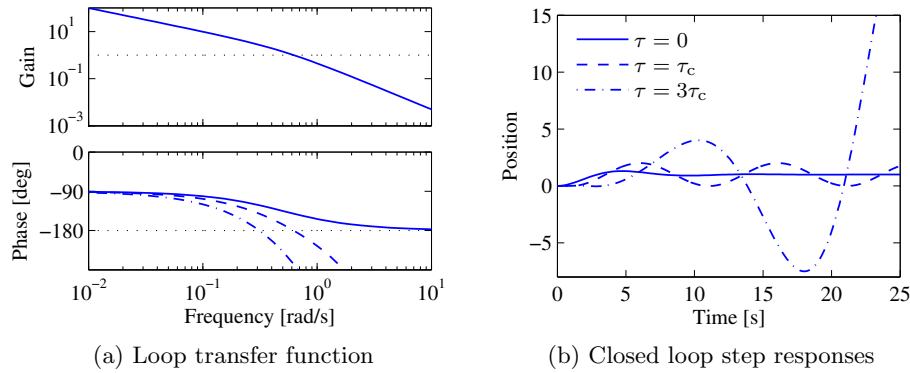 10^1
10^-1
10^-3
Gain
0
−90
−180
Phase [deg]
10^-2
10^-1
10^0
10^1
Frequency [rad/s]
(a) Loop transfer function
15
10
5
0
−5
Position
τ = 0
τ = τc
τ = 3τc
0
5
10
15
20
25
Time [s]
(b) Closed loop step responses